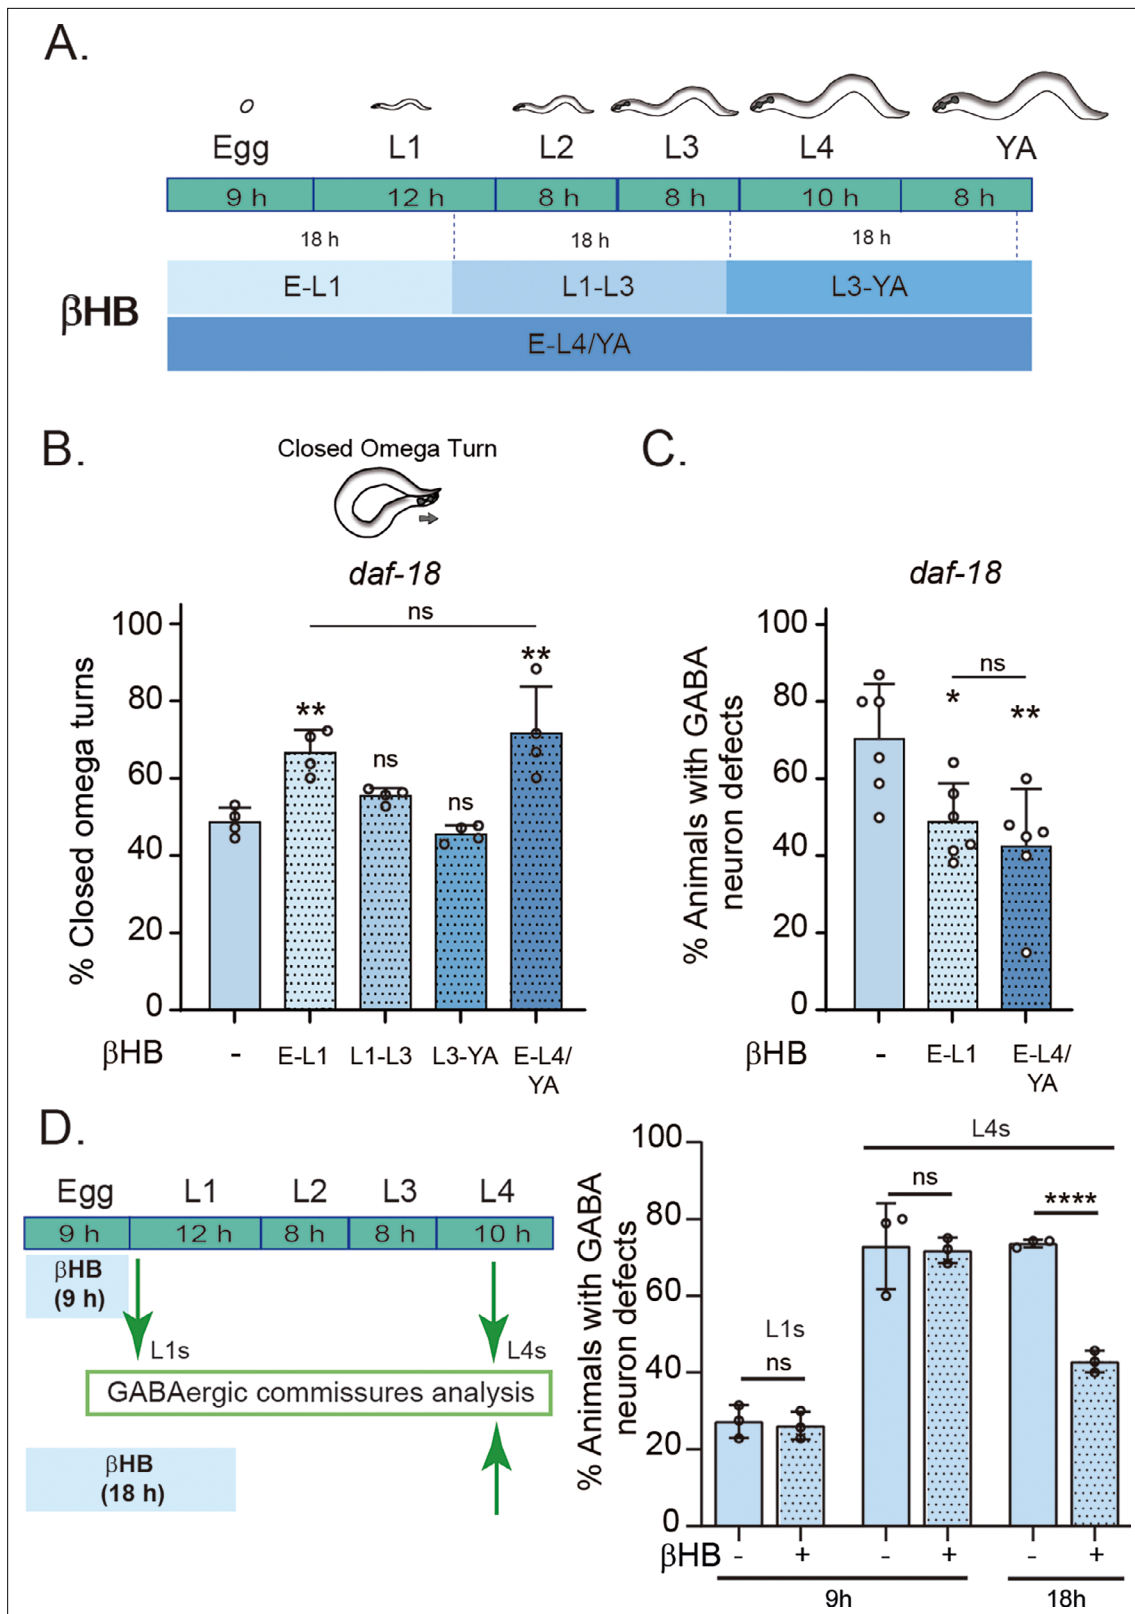 A.
Egg L1 L2 L3 L4 YA
9 h 12 h 8 h 8 h 10 h 8 h
18 h 18 h 18 h
E-L1 L1-L3 L3-YA
βHB
E-L4/YA
B.
Closed Omega Turn
daf-18
% Closed omega turns
100
80
60
40
20
0
ns
**
ns
ns
**
βHB - E-L1 L1-L3 L3-YA E-L4/
YA
C.
daf-18
% Animals with GABA
neuron defects
100
80
60
40
20
0
ns
*
**
βHB - E-L1 E-L4/
YA
D.
Egg L1 L2 L3 L4
9 h 12 h 8 h 8 h 10 h
βHB
(9 h)
L1s L4s
GABAergic commissures analysis
βHB
(18 h)
% Animals with GABA
neuron defects
100
80
60
40
20
0
L4s
ns
****
L1s
ns
βHB - + - + - +
9h 18h